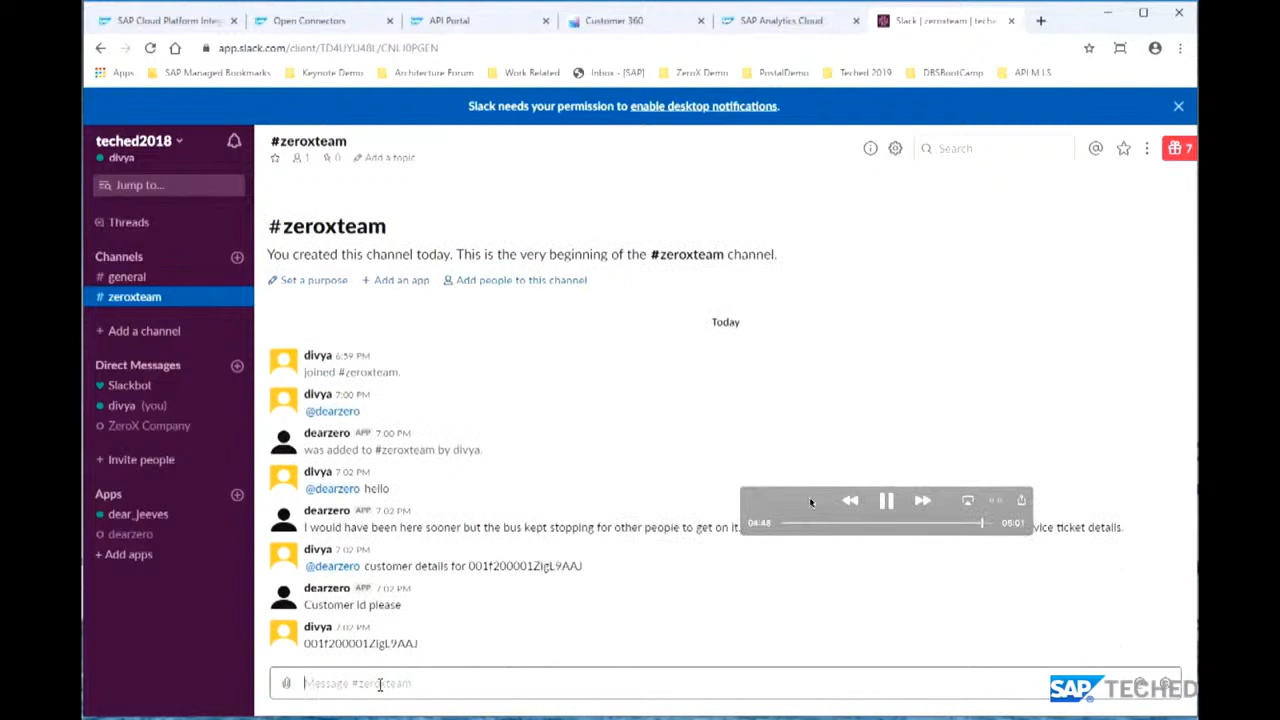 SAP Cloud Platform Integ
Open Connectors
API Portal
Customer 360
SAP Analytics Cloud
Slack | zeroxteam | teche
app.slack.com/client/TD4UYU48L/CNLJ0PGEN
Apps
SAP Managed Bookmarks
Keynote Demo
Architecture Forum
Work Related
Inbox - [SAP]
ZeroX Demo
PostalDemo
Teched 2019
DBSBootCamp
Slack needs your permission to enable desktop notifications.
teched2018
divya
Jump to...
Threads
Channels
# general
# zeroxteam
+ Add a channel
Direct Messages
Slackbot
divya (you)
ZeroX Company
+ Invite people
Apps
dear_jeeves
dearzero
+ Add apps
#zeroxteam
1
0
Add a topic
Search
7
#zeroxteam
You created this channel today. This is the very beginning of the #zeroxteam channel.
Set a purpose
+ Add an app
Add people to this channel
Today
divya 6:59 PM
joined #zeroxteam.
divya 7:00 PM
@dearzero
dearzero APP 7:00 PM
was added to #zeroxteam by divya.
divya 7:02 PM
@dearzero hello
dearzero APP 7:02 PM
I would have been here sooner but the bus kept stopping for other people to get on it. vice ticket details.
04:48
05:01
divya 7:02 PM
@dearzero customer details for 001f200001ZigL9AAJ
dearzero APP 7:02 PM
Customer Id please
divya 7:02 PM
001f200001ZigL9AAJ
Message #zeroxteam
SAP TECHED